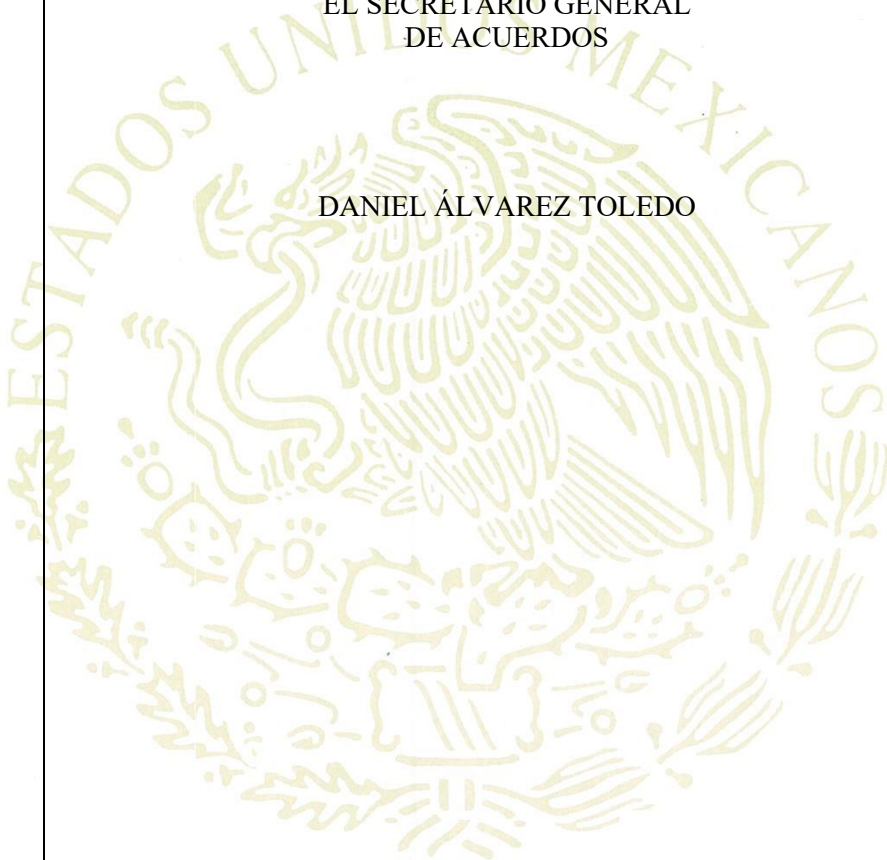 EL SECRETARIO GENERAL
DE ACUERDOS
ESTADOS UNIDOS MEXICANOS
DANIEL ÁLVAREZ TOLEDO